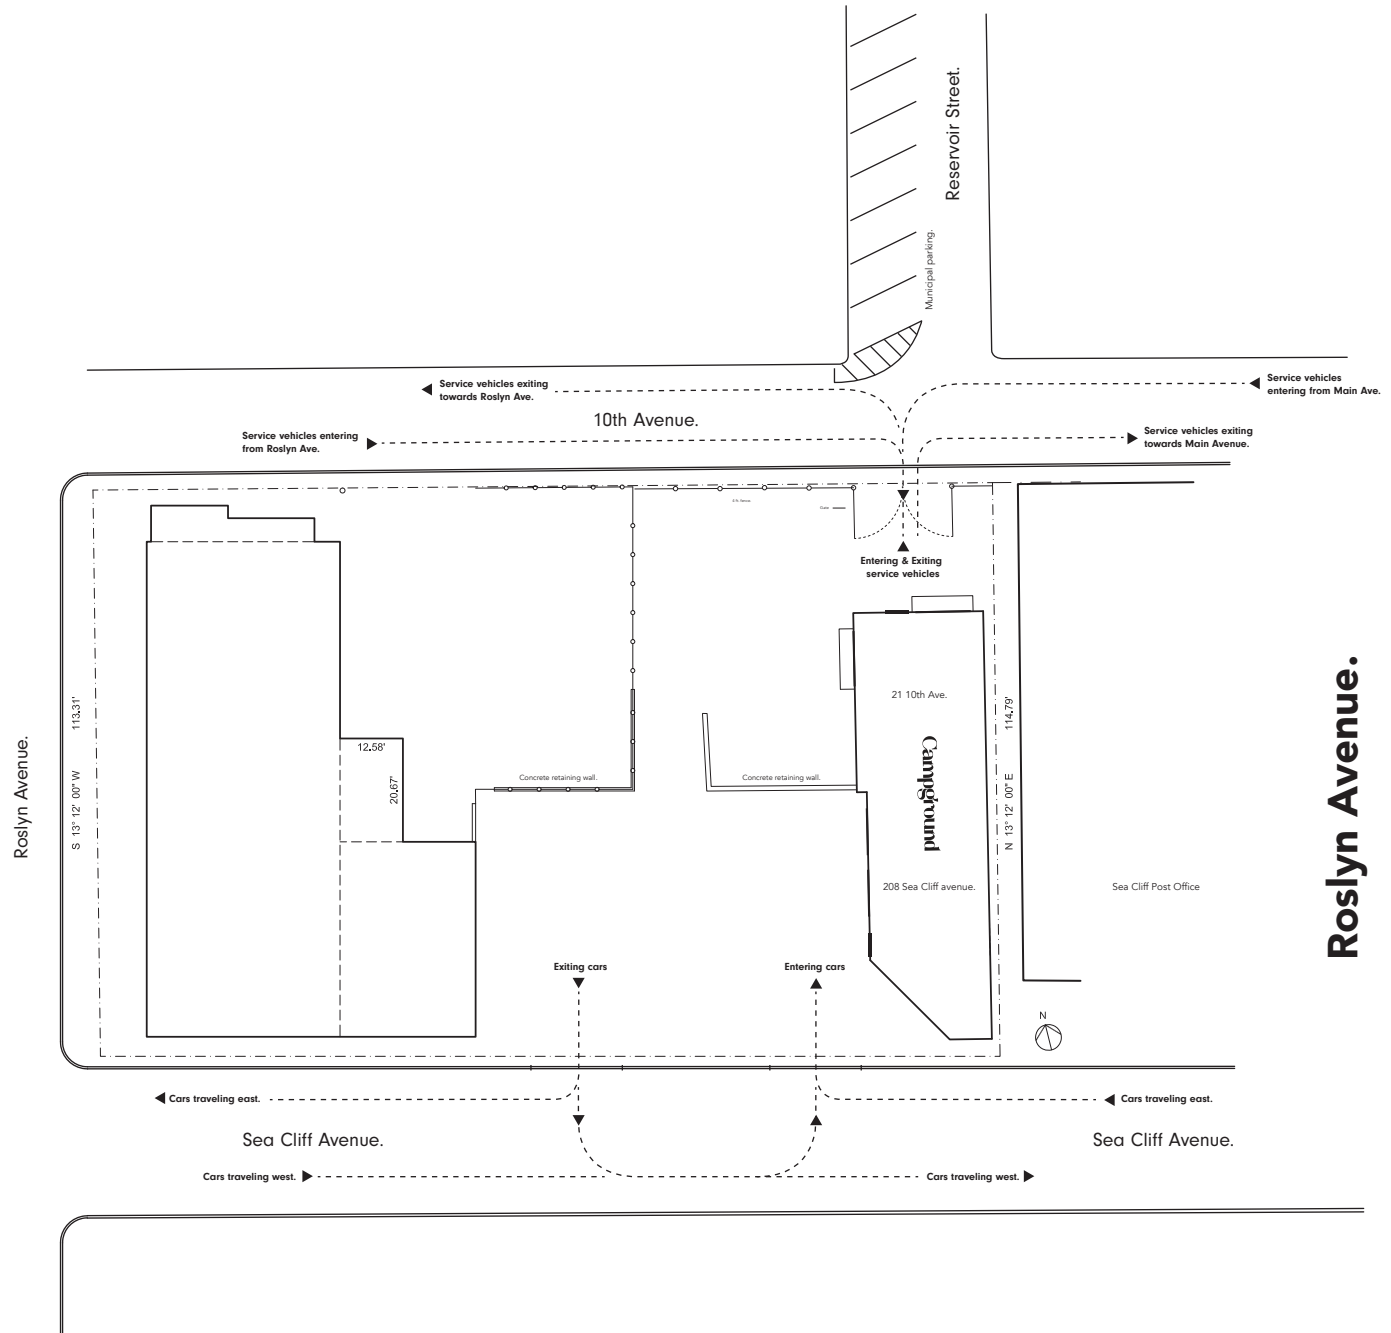 Reservoir Street.
Municipal parking.
Service vehicles exiting
towards Roslyn Ave.
Service vehicles
entering from Main Ave.
10th Avenue.
Service vehicles entering
from Roslyn Ave.
Service vehicles exiting
towards Main Avenue.
Entering & Exiting
service vehicles
21 10th Ave.
Campground
208 Sea Cliff avenue.
Roslyn Avenue.
S 13° 12' 00" W 113.31'
12.58'
20.67'
Concrete retaining wall.
Concrete retaining wall.
N 13° 12' 00" E 114.79'
Sea Cliff Post Office
Roslyn Avenue.
Exiting cars
Entering cars
N
Cars traveling east.
Cars traveling east.
Sea Cliff Avenue.
Sea Cliff Avenue.
Cars traveling west.
Cars traveling west.